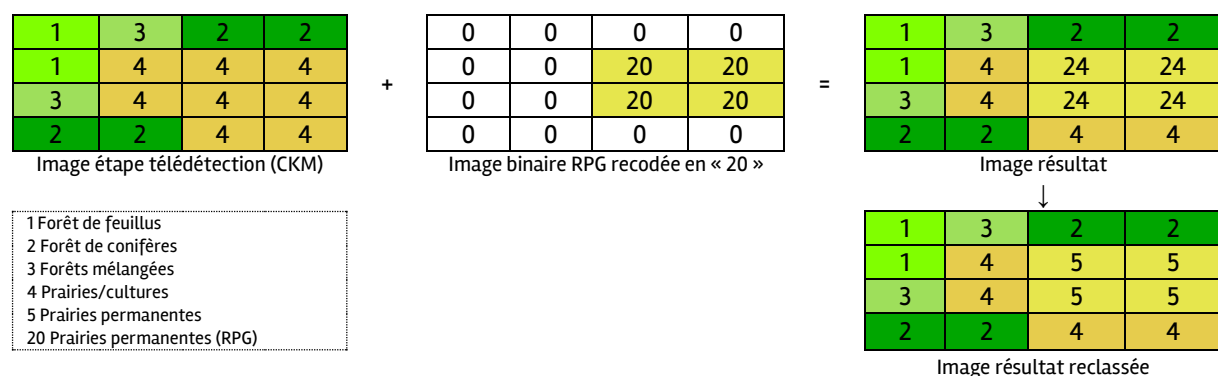 1 3 2 2 0 0 0 0 1 3 2 2
1 4 4 4 0 0 20 20 1 4 24 24
+ =
3 4 4 4 0 0 20 20 3 4 24 24
2 2 4 4 0 0 0 0 2 2 4 4
Image étape télédétection (CKM) Image binaire RPG recodée en « 20 » Image résultat
↓
1 Forêt de feuillus
2 Forêt de conifères
3 Forêts mélangées
4 Prairies/cultures
5 Prairies permanentes
20 Prairies permanentes (RPG)
1 3 2 2
1 4 5 5
3 4 5 5
2 2 4 4
Image résultat reclassée